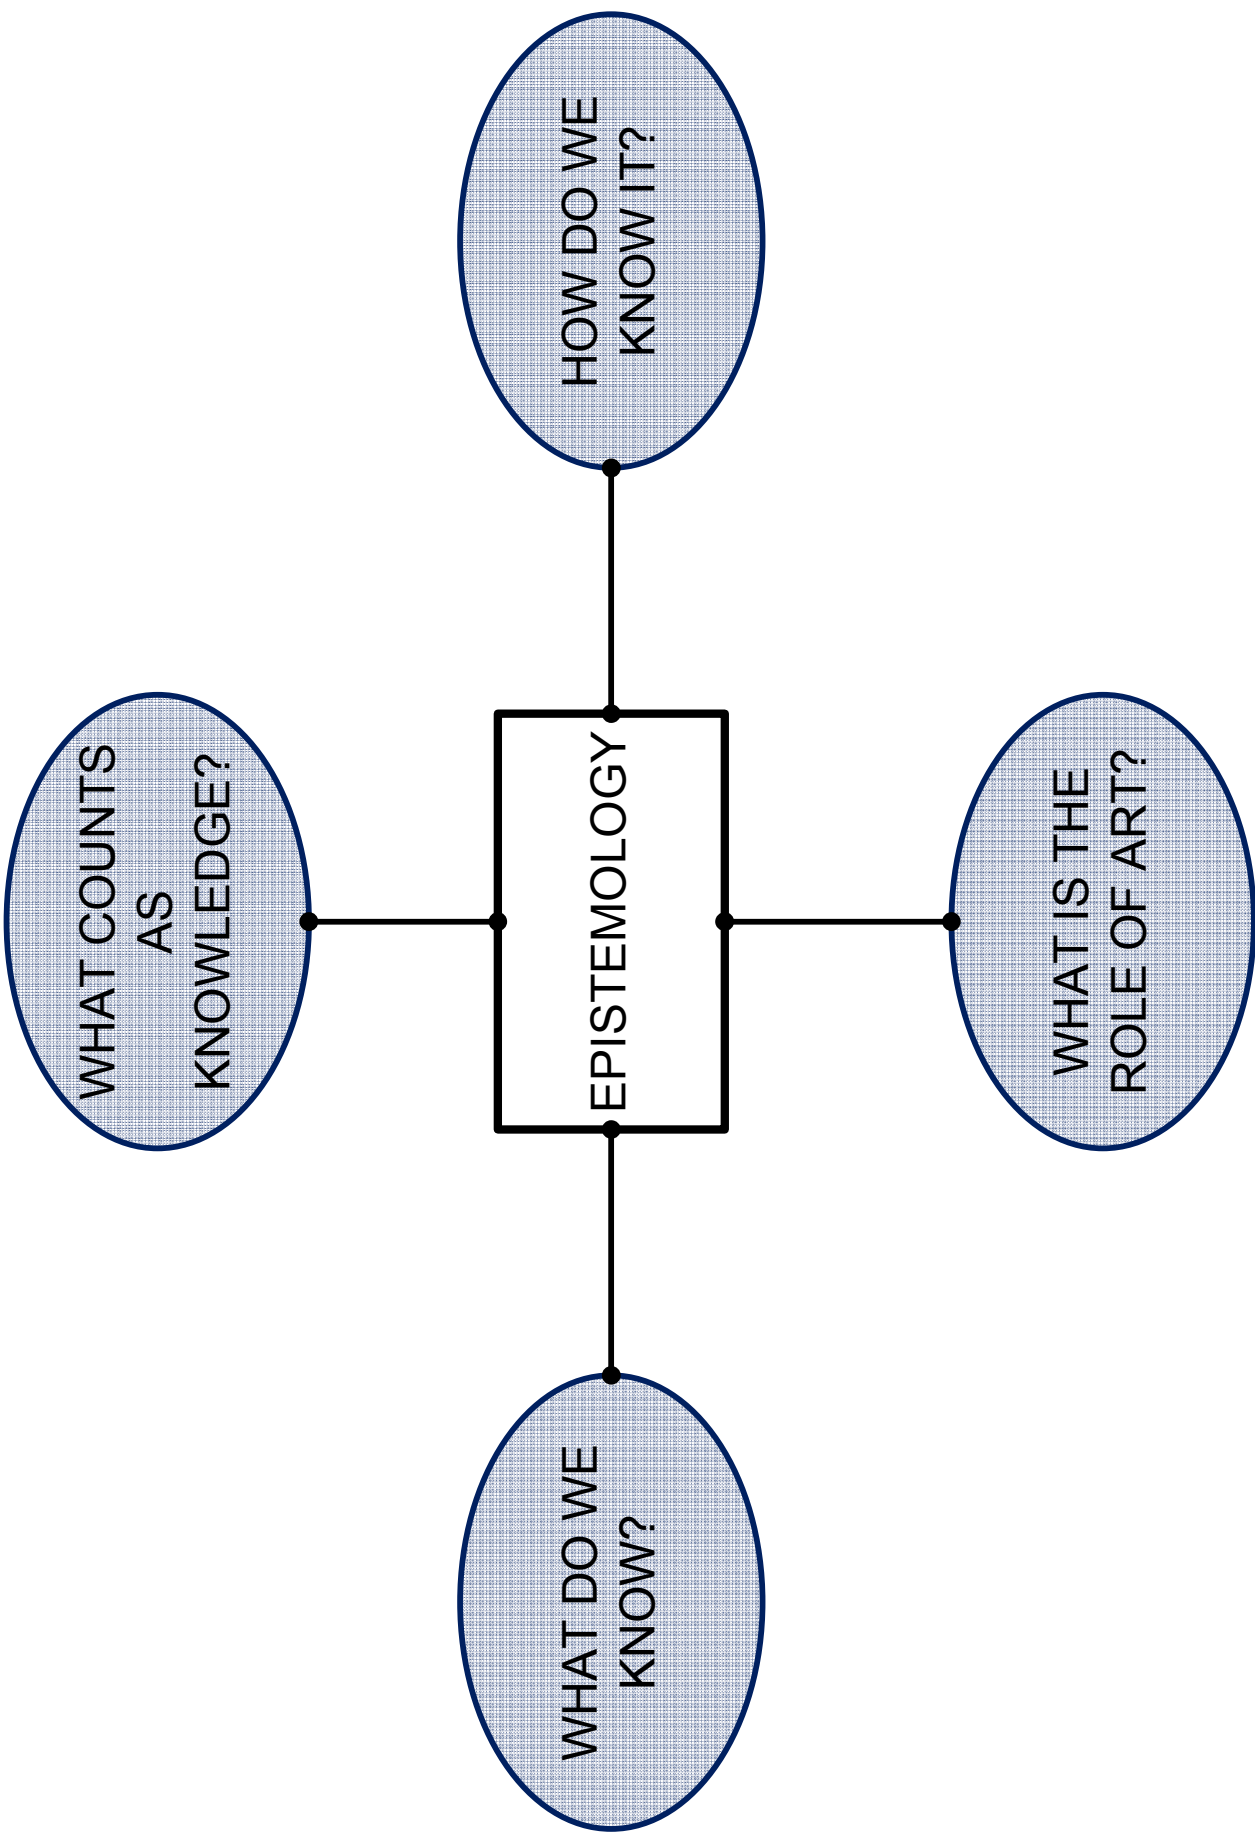 WHAT COUNTS
AS
KNOWLEDGE?
WHAT DO WE
KNOW?
EPISTEMOLOGY
HOW DO WE
KNOW IT?
WHAT IS THE
ROLE OF ART?